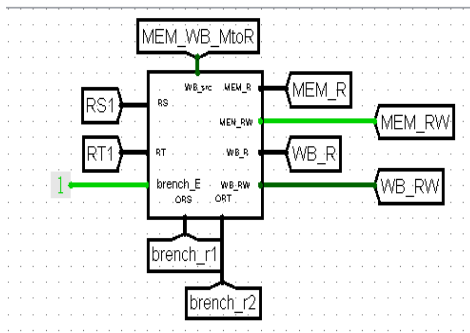 MEM_WB_MtoR
WB_src MEM_R
MEM_R
RS1
RS
MEN_RW
MEM_RW
RT1
RT
WB_R
WB_R
1
brench_E
WB_RW
WB_RW
ORS ORT
brench_r1
brench_r2